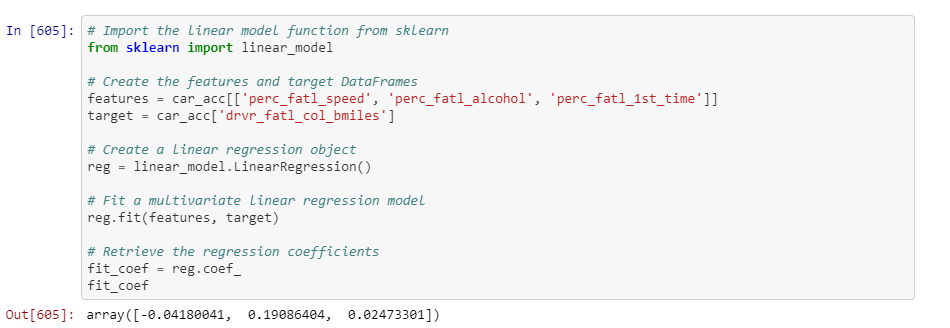 In [605]: # Import the linear model function from sklearn
from sklearn import linear_model
# Create the features and target DataFrames
features = car_acc[['perc_fatl_speed', 'perc_fatl_alcohol', 'perc_fatl_1st_time']]
target = car_acc['drvr_fatl_col_bmiles']
# Create a linear regression object
reg = linear_model.LinearRegression()
# Fit a multivariate linear regression model
reg.fit(features, target)
# Retrieve the regression coefficients
fit_coef = reg.coef_
fit_coef
Out[605]: array([-0.04180041,  0.19086404,  0.02473301])